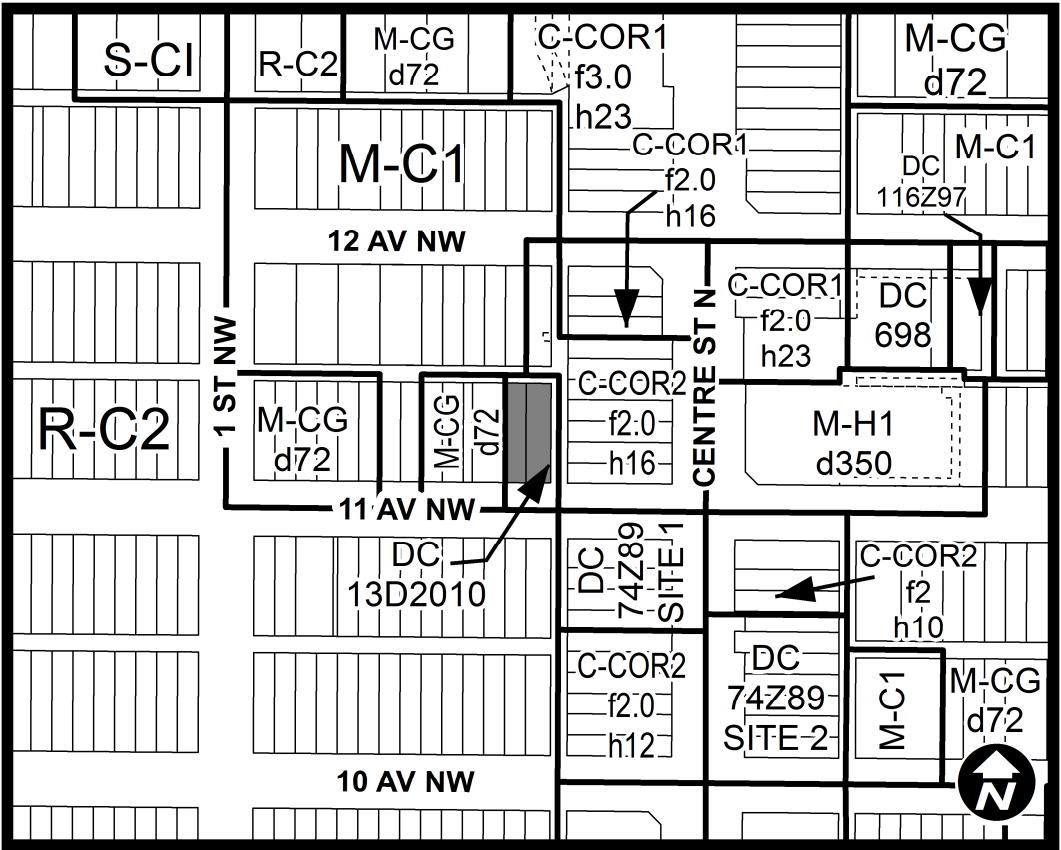 S-CI
R-C2
M-CG
d72
C-COR1
f3.0
h23
M-CG
d72
M-C1
C-COR1
f2.0
h16
M-C1
DC
116Z97
12 AV NW
1 ST NW
CENTRE ST N
C-COR1
f2.0
h23
DC
698
R-C2
M-CG
d72
M-CG
d72
C-COR2
f2.0
h16
M-H1
d350
11 AV NW
DC
13D2010
DC
74Z89
SITE 1
C-COR2
f2
h10
C-COR2
f2.0
h12
DC
74Z89
SITE 2
M-C1
M-CG
d72
10 AV NW
N